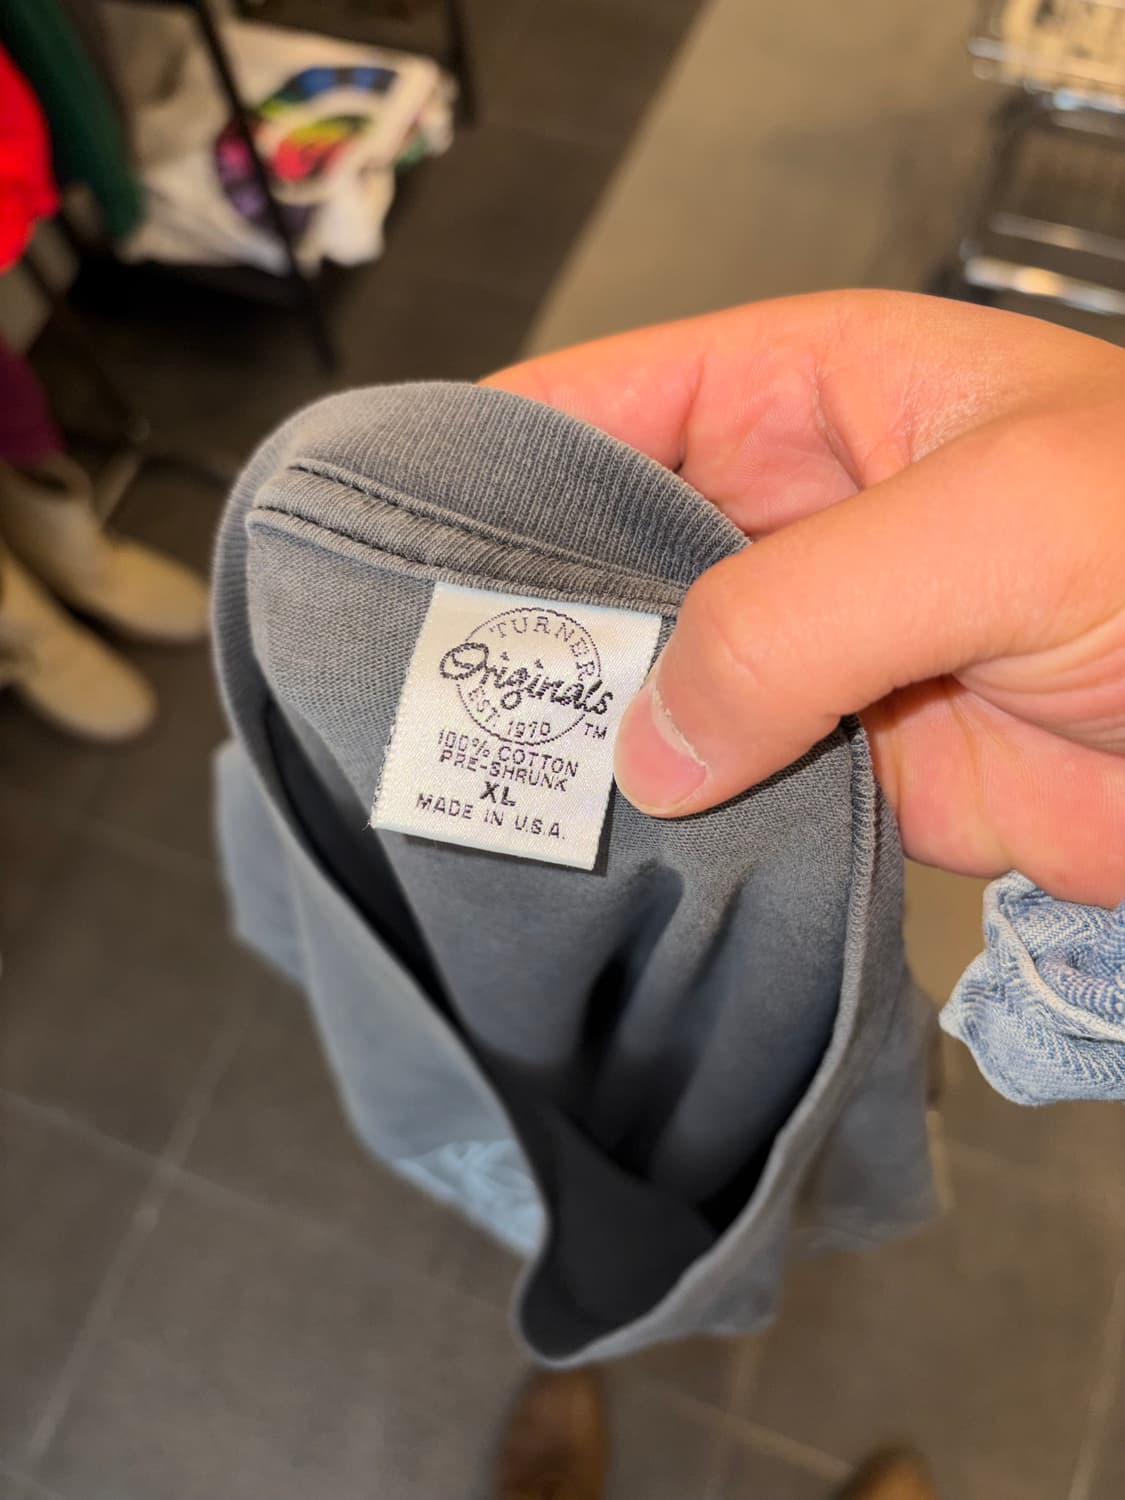 TURNER
Originals
EST. 1970 TM
100% COTTON
PRE-SHRUNK
XL
MADE IN U.S.A.